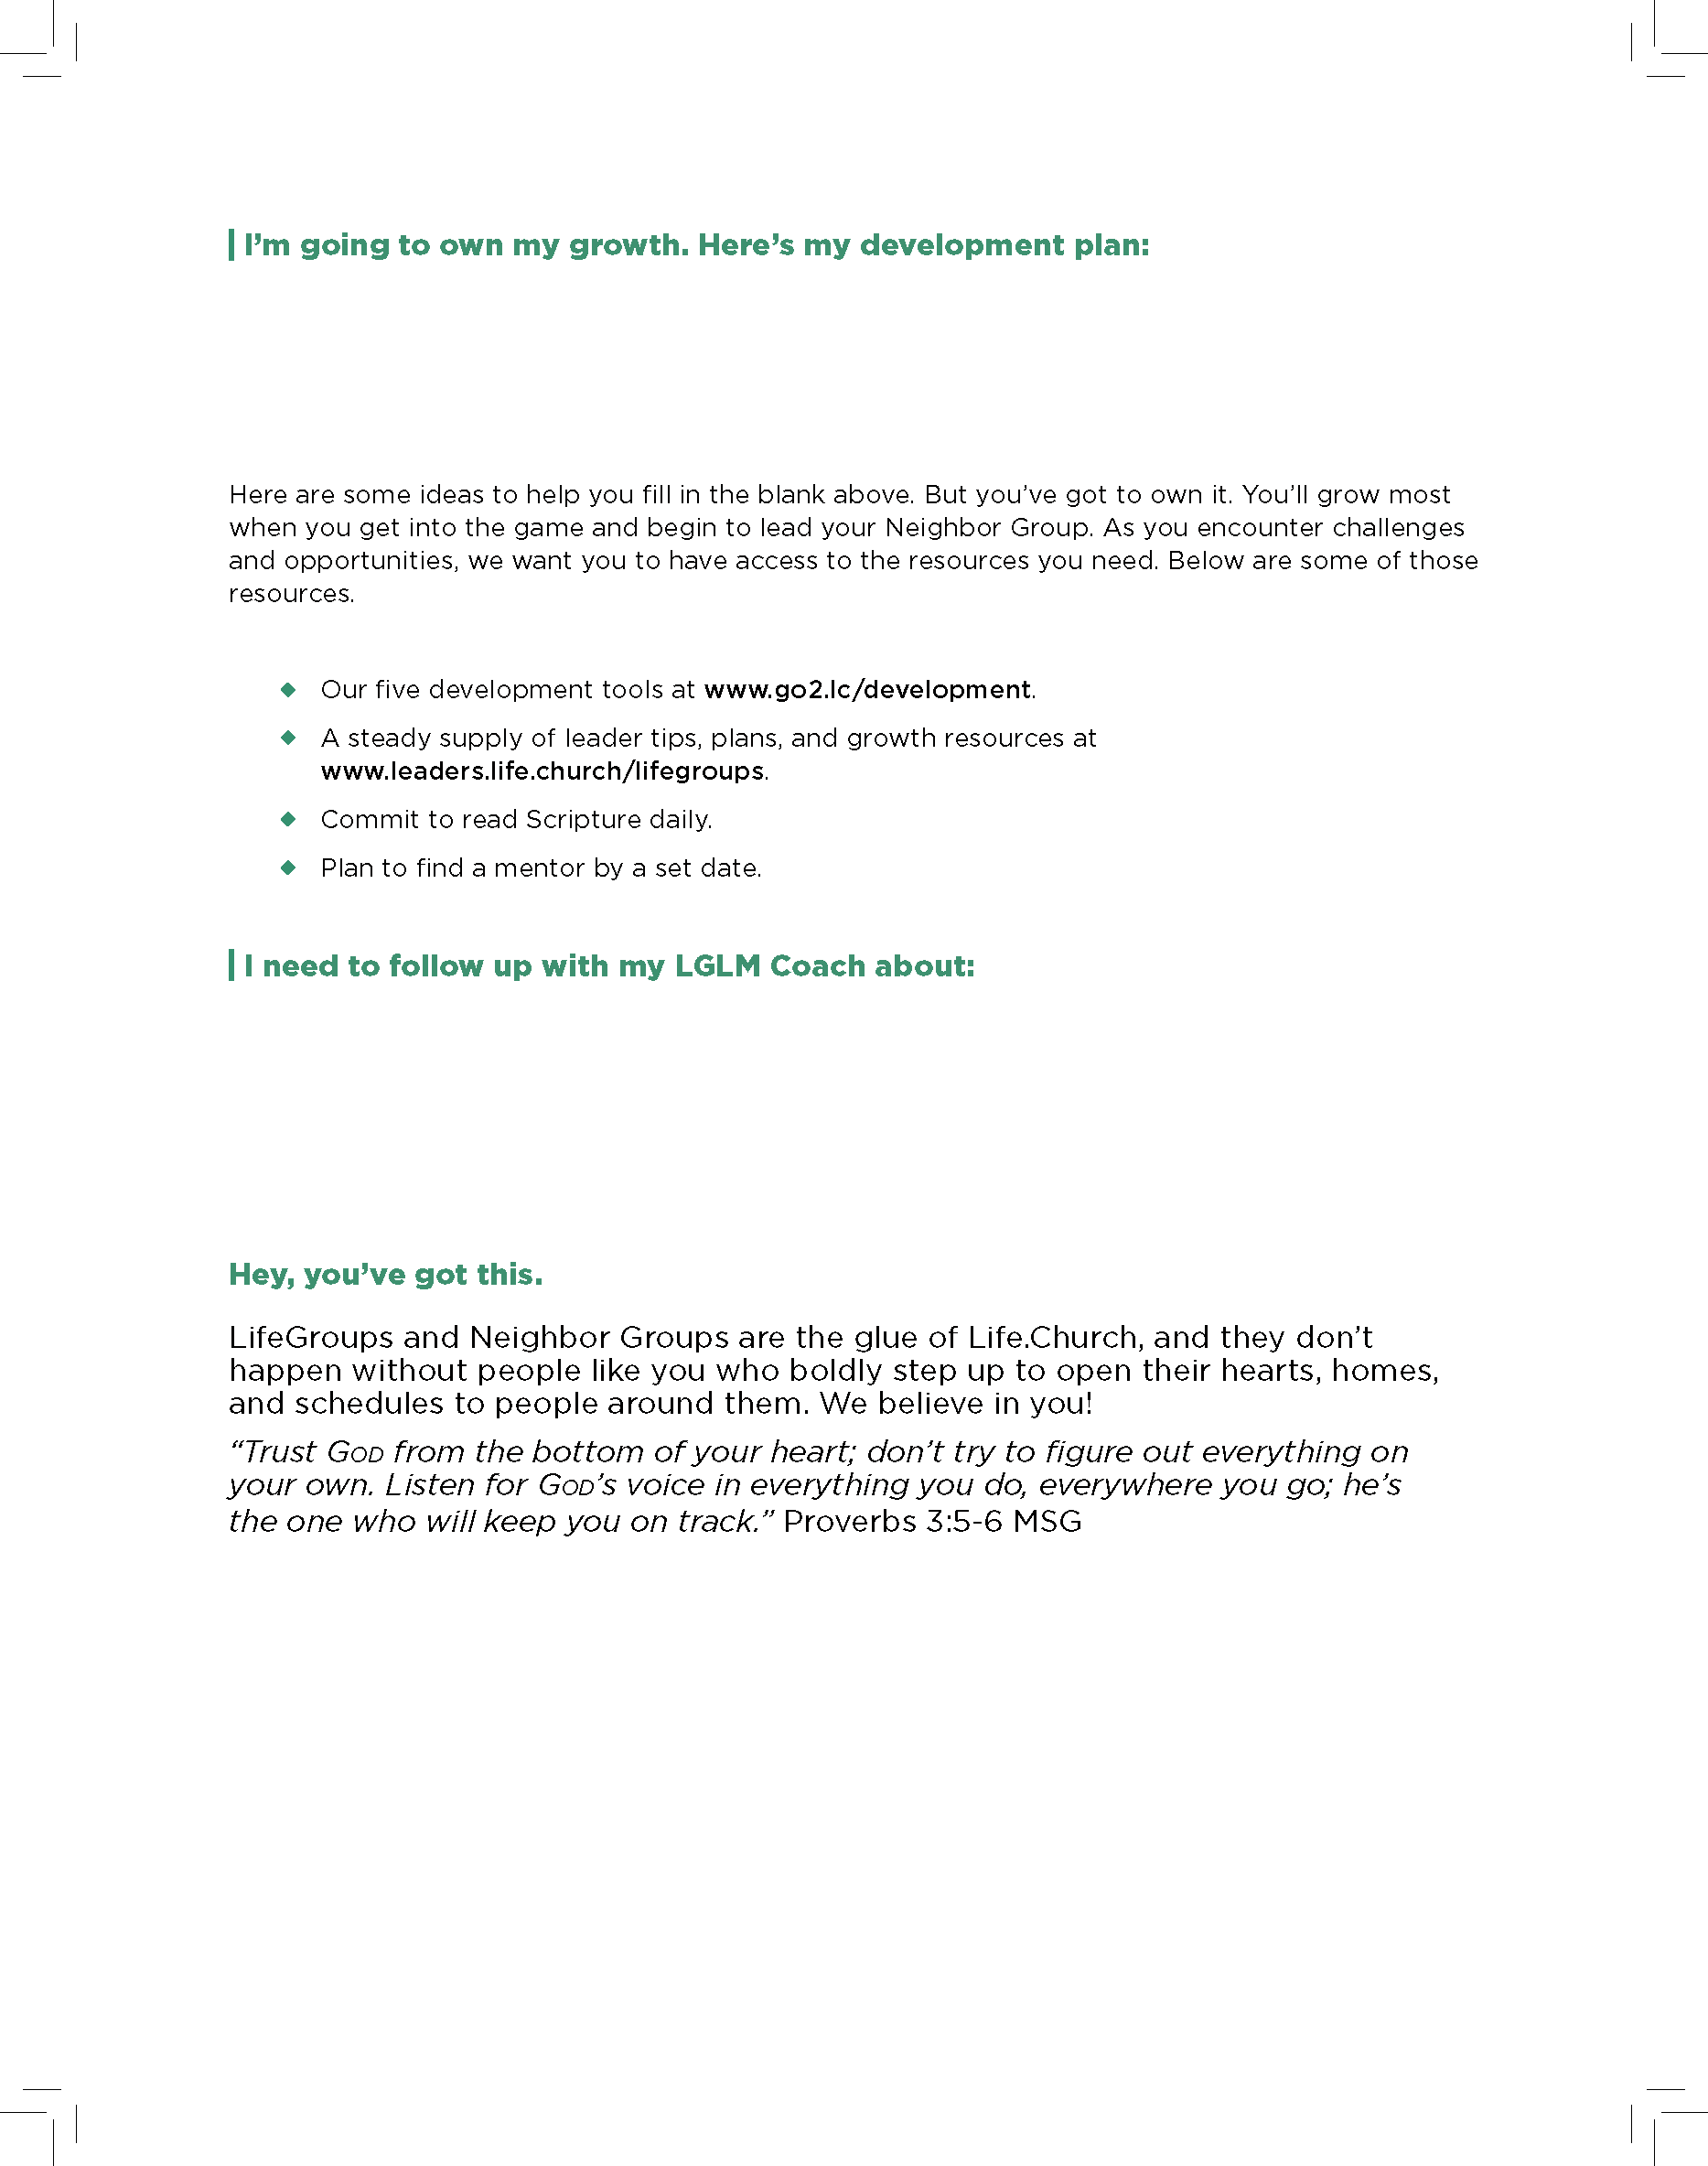 I’m going to own my growth. Here’s my development plan:
Here are some ideas to help you fill in the blank above. But you’ve got to own it. You’ll grow most
when you get into the game and begin to lead your Neighbor Group. As you encounter challenges
and opportunities, we want you to have access to the resources you need. Below are some of those
resources.
◆ Our five development tools at www.go2.lc/development.
◆ A steady supply of leader tips, plans, and growth resources at
www.leaders.life.church/lifegroups.
◆ Commit to read Scripture daily.
◆ Plan to find a mentor by a set date.
I need to follow up with my LGLM Coach about:
Hey, you’ve got this.
LifeGroups and Neighbor Groups are the glue of Life.Church, and they don’t
happen without people like you who boldly step up to open their hearts, homes,
and schedules to people around them. We believe in you!
“Trust God from the bottom of your heart; don’t try to figure out everything on
your own. Listen for God’s voice in everything you do, everywhere you go; he’s
the one who will keep you on track.” Proverbs 3:5-6 MSG